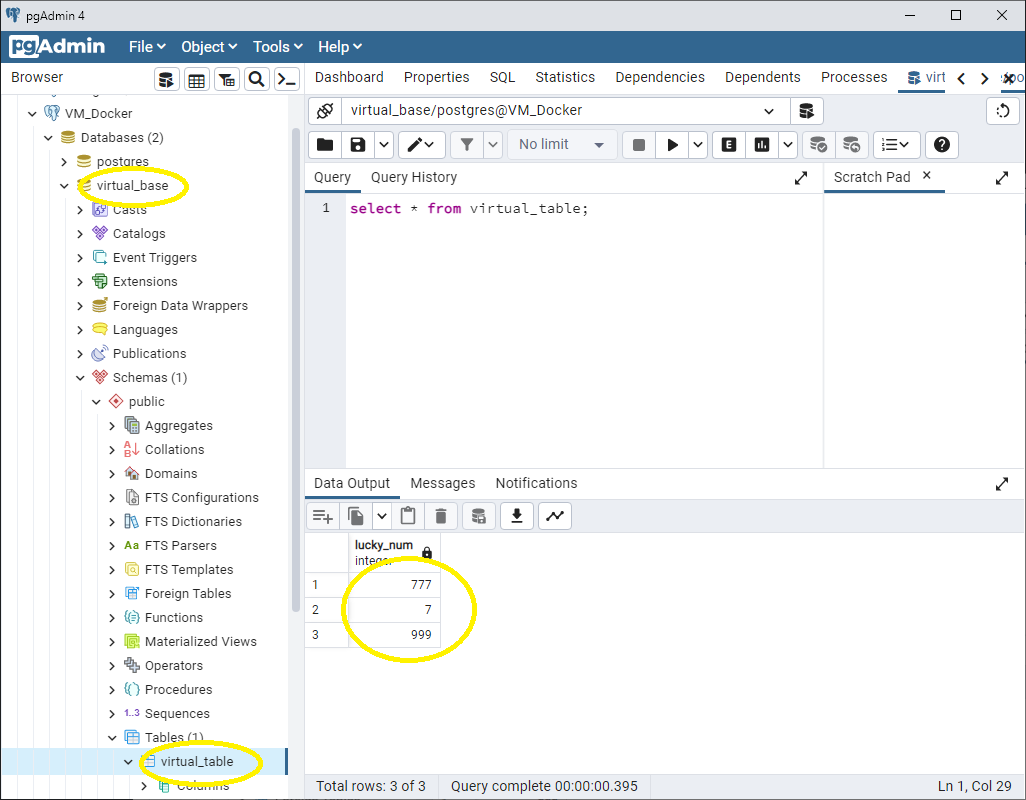 pgAdmin 4
pgAdmin File Object Tools Help
Browser
Dashboard Properties SQL Statistics Dependencies Dependents Processes virt
VM_Docker
Databases (2)
postgres
virtual_base
Casts
Catalogs
Event Triggers
Extensions
Foreign Data Wrappers
Languages
Publications
Schemas (1)
public
Aggregates
Collations
Domains
FTS Configurations
FTS Dictionaries
Aa FTS Parsers
FTS Templates
Foreign Tables
Functions
Materialized Views
Operators
Procedures
1..3 Sequences
Tables (1)
virtual_table
Columns
virtual_base/postgres@VM_Docker
No limit
E
Query Query History
Scratch Pad
1 select * from virtual_table;
Data Output Messages Notifications
lucky_num
integer
1 777
2 7
3 999
Total rows: 3 of 3 Query complete 00:00:00.395 Ln 1, Col 29